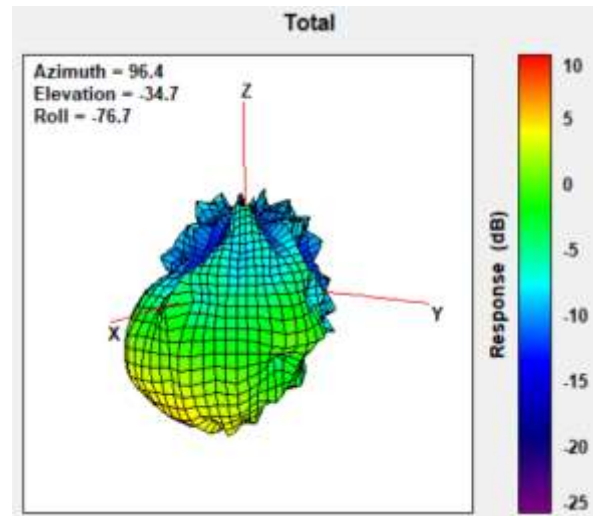 Total
Azimuth = 96.4
Elevation = -34.7
Roll = -76.7
Z
X
Y
Response (dB)
10
5
0
-5
-10
-15
-20
-25